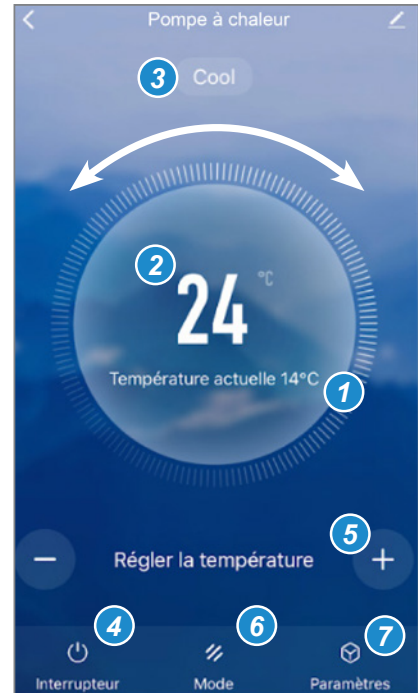 Pompe à chaleur
3 Cool
2 24 °C
Température actuelle 14°C 1
5
− Régler la température +
4 6 7
Interrupteur Mode Paramètres